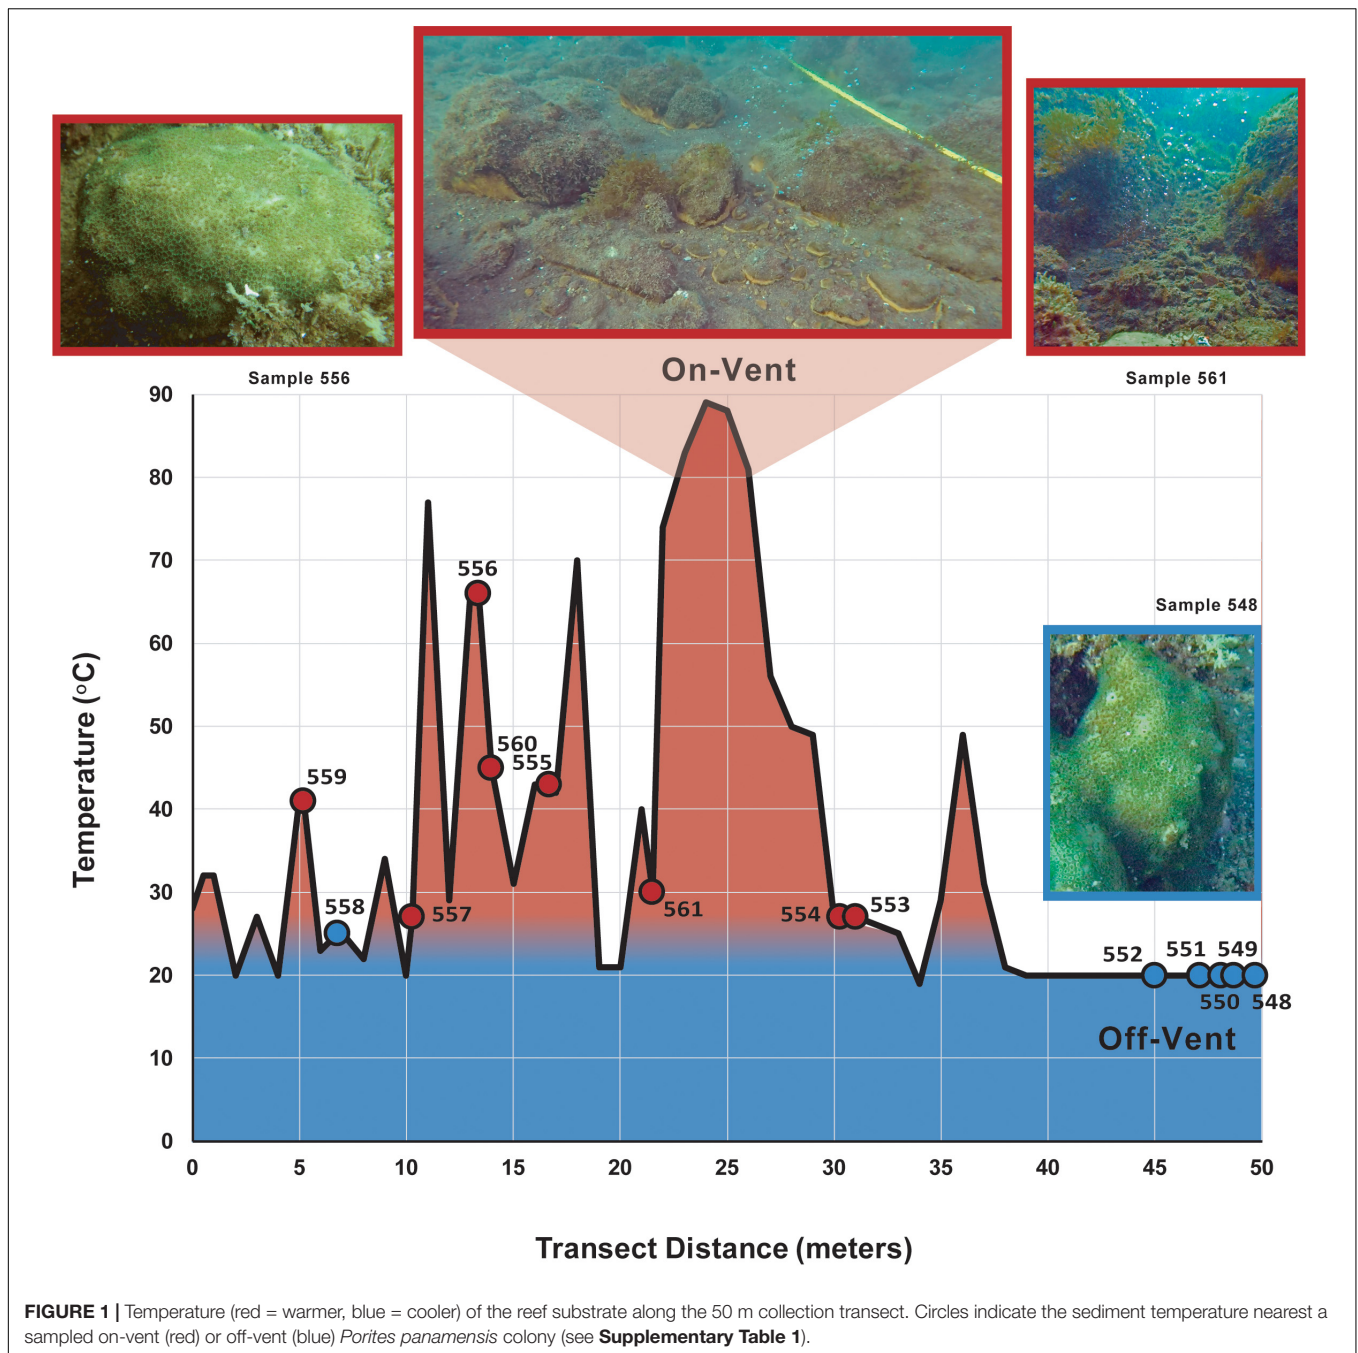 Sample 556
On-Vent
Sample 561
90
80
70
60
50
40
30
20
10
0
Temperature (oC)
556
560
555
559
558
557
561
554
553
Sample 548
552
551
549
550
548
Off-Vent
0 5 10 15 20 25 30 35 40 45 50
Transect Distance (meters)
FIGURE 1 | Temperature (red = warmer, blue = cooler) of the reef substrate along the 50 m collection transect. Circles indicate the sediment temperature nearest a
sampled on-vent (red) or off-vent (blue) Porites panamensis colony (see Supplementary Table 1).